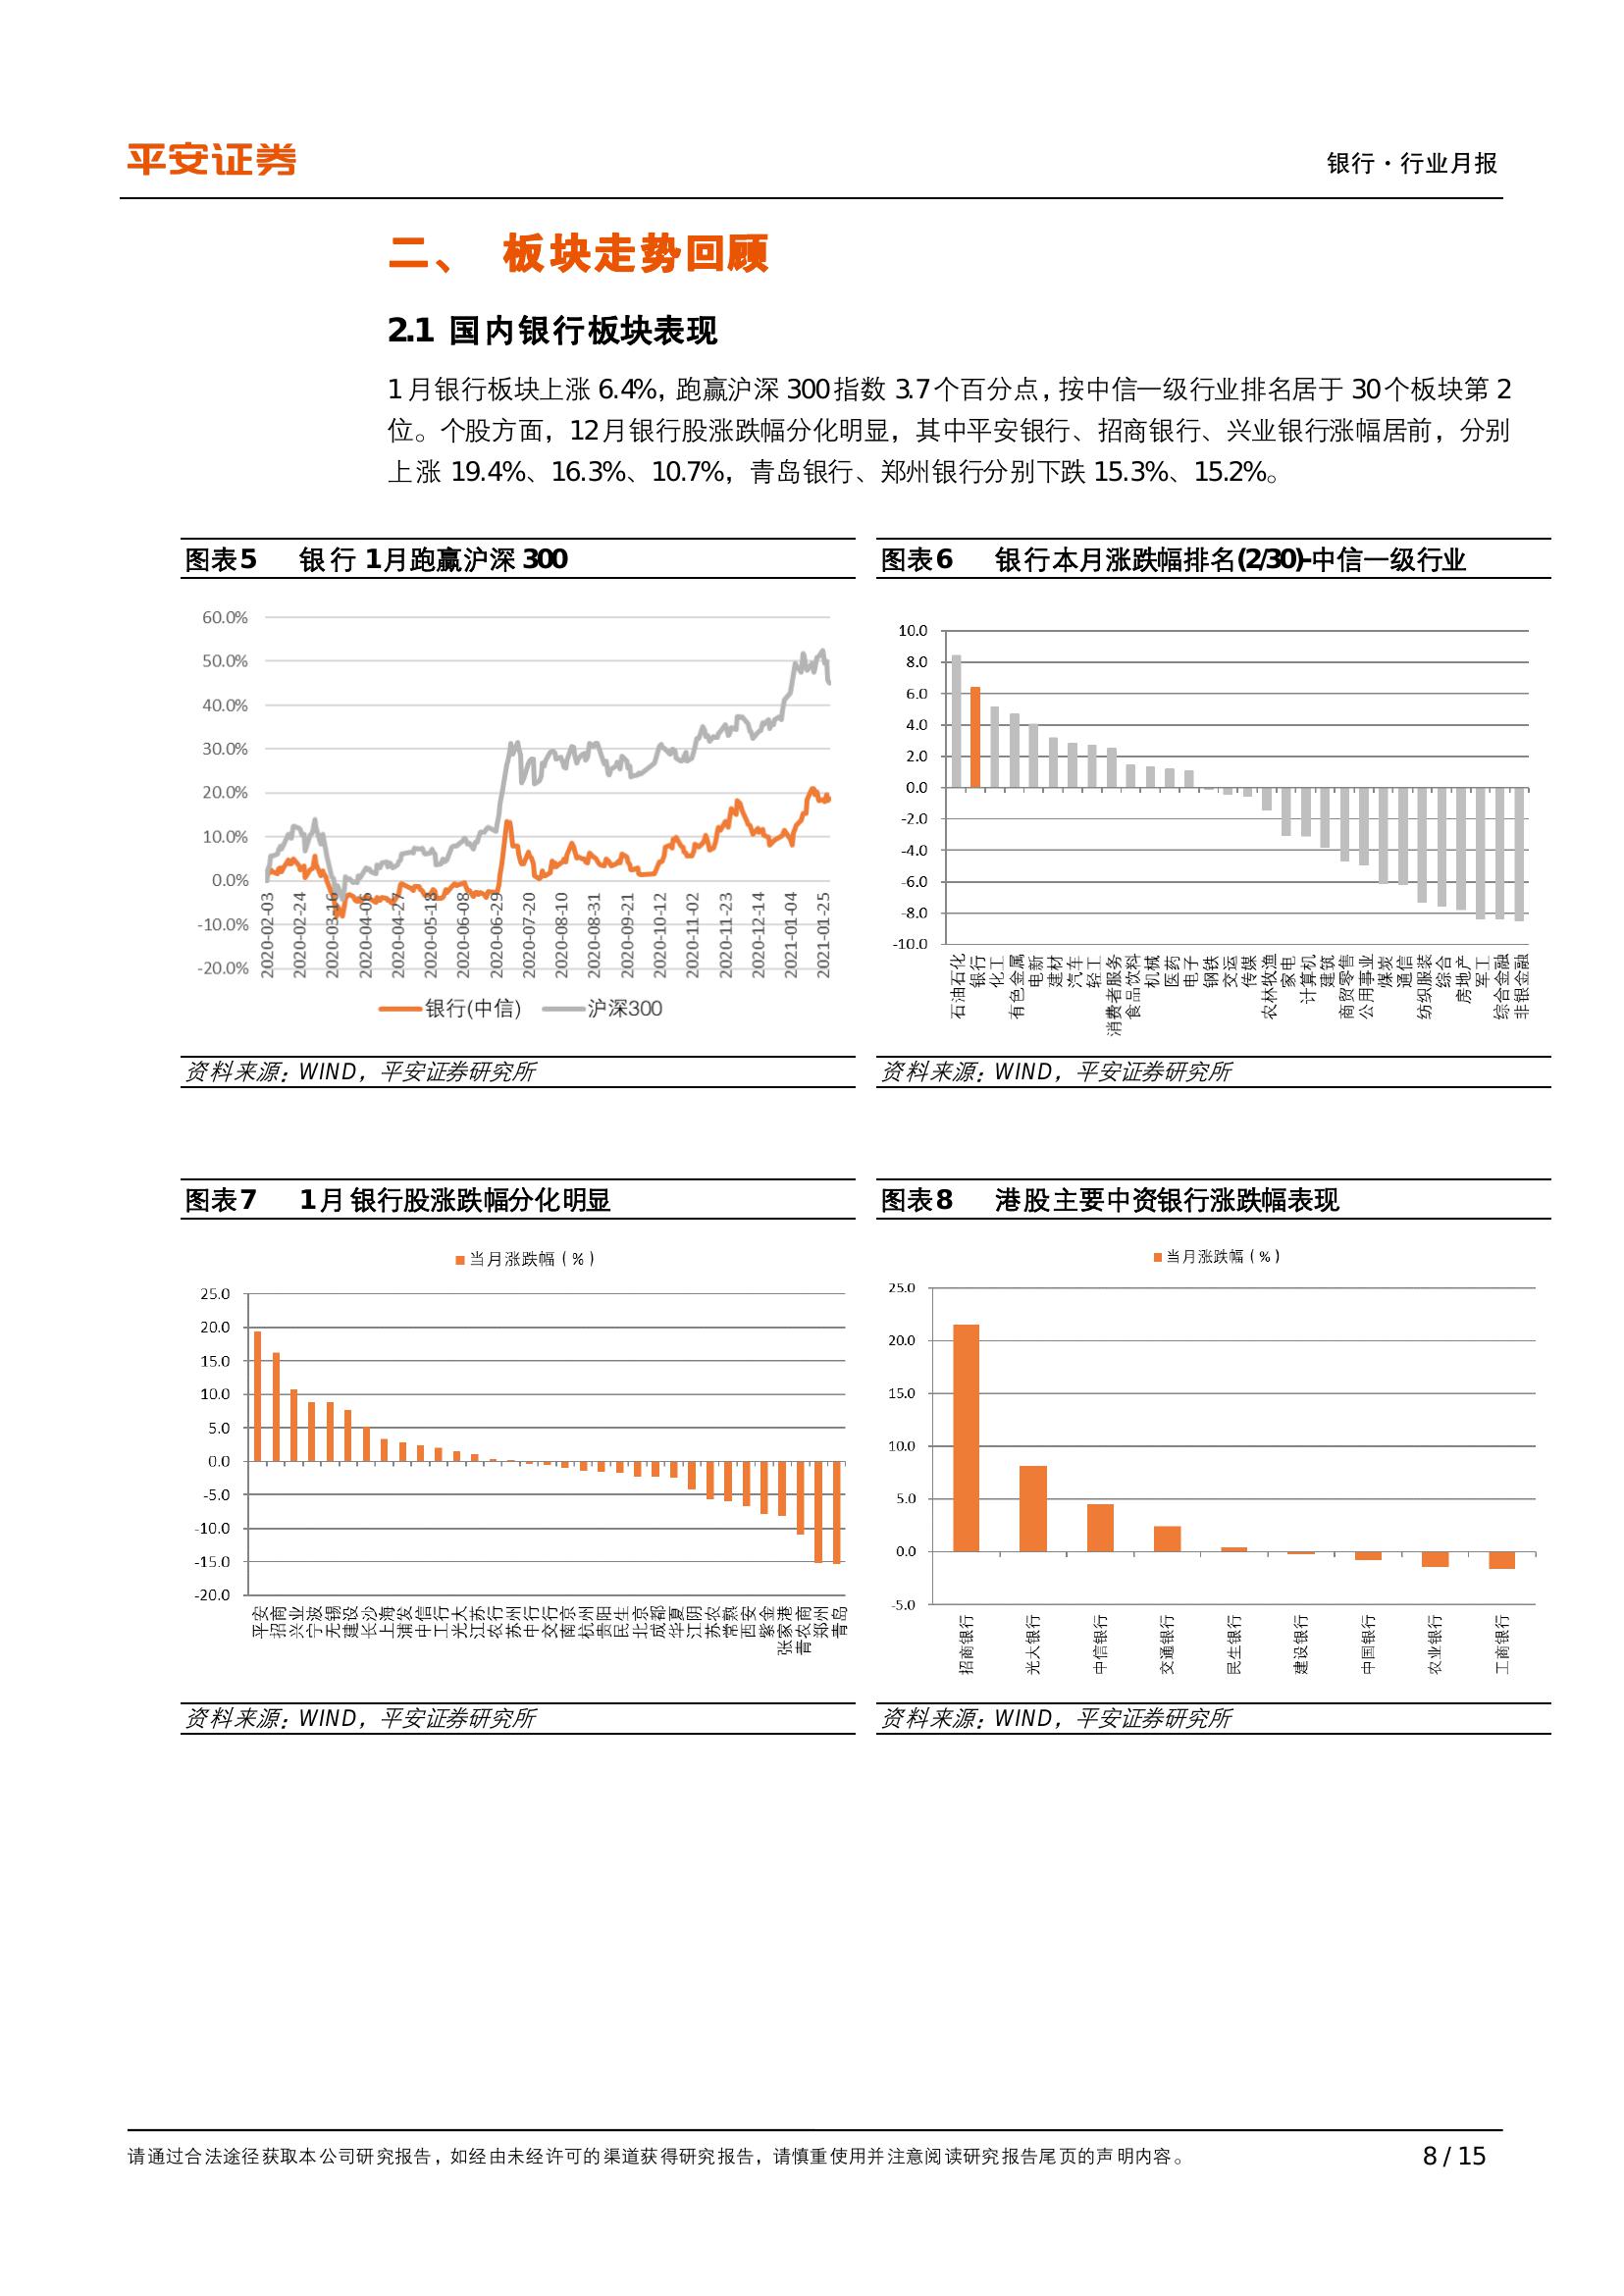 平安证券
银行·行业月报
二、 板块走势回顾
2.1 国内银行板块表现
1月银行板块上涨 6.4%，跑赢沪深 300指数 3.7个百分点，按中信一级行业排名居于 30个板块第 2
位。个股方面，12月银行股涨跌幅分化明显，其中平安银行、招商银行、兴业银行涨幅居前，分别
上涨 19.4%、16.3%、10.7%，青岛银行、郑州银行分别下跌 15.3%、15.2%。
图表5 银行 1月跑赢沪深 300
60.0%
50.0%
40.0%
30.0%
20.0%
10.0%
0.0%
-10.0%
-20.0%
2020-02-03
2020-02-24
2020-03-16
2020-04-06
2020-04-27
2020-05-18
2020-06-08
2020-06-29
2020-07-20
2020-08-10
2020-08-31
2020-09-21
2020-10-12
2020-11-02
2020-11-23
2020-12-14
2021-01-04
2021-01-25
银行(中信) 沪深300
资料来源：WIND，平安证券研究所
图表6 银行本月涨跌幅排名(2/30)-中信一级行业
10.0
8.0
6.0
4.0
2.0
0.0
-2.0
-4.0
-6.0
-8.0
-10.0
石油石化
银行
化工
有色金属
电新
建材
汽车
轻工
消费者服务
食品饮料
机械
医药
电子
钢铁
交运
传媒
农林牧渔
家电
计算机
建筑
商贸零售
公用事业
煤炭
通信
纺织服装
综合
房地产
军工
综合金融
非银金融
资料来源：WIND，平安证券研究所
图表7 1月银行股涨跌幅分化明显
当月涨跌幅（%）
25.0
20.0
15.0
10.0
5.0
0.0
-5.0
-10.0
-15.0
-20.0
平安
招商
兴业
宁波
无锡
建设
长沙
上海
浦发
中信
工行
光大
江苏
农行
苏州
中行
交行
南京
杭州
贵阳
民生
北京
成都
华夏
江阴
苏农
常熟
西安
紫金
张家港
青农商
郑州
青岛
资料来源：WIND，平安证券研究所
图表8 港股主要中资银行涨跌幅表现
当月涨跌幅（%）
25.0
20.0
15.0
10.0
5.0
0.0
-5.0
招商银行
光大银行
中信银行
交通银行
民生银行
建设银行
中国银行
农业银行
工商银行
资料来源：WIND，平安证券研究所
请通过合法途径获取本公司研究报告，如经由未经许可的渠道获得研究报告，请慎重使用并注意阅读研究报告尾页的声明内容。
8 / 15